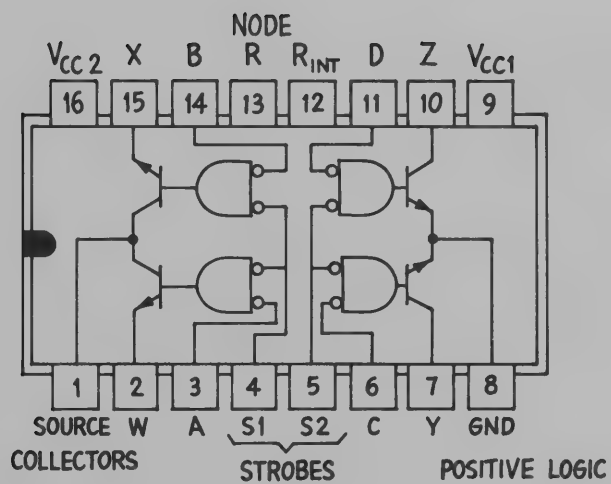 NODE
VCC2 X B R RINT D Z VCC1
16 15 14 13 12 11 10 9
1 2 3 4 5 6 7 8
SOURCE W A S1 S2 C Y GND
COLLECTORS STROBES POSITIVE LOGIC